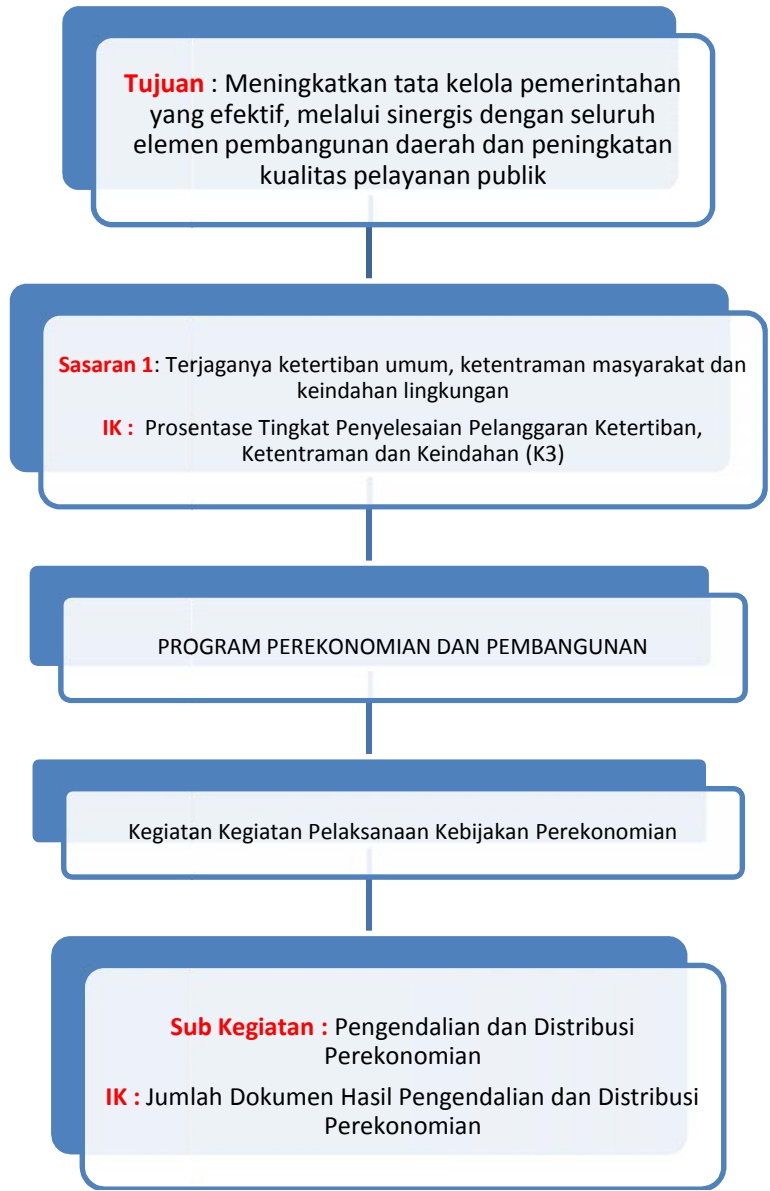 Tujuan : Meningkatkan tata kelola pemerintahan
yang efektif, melalui sinergis dengan seluruh
elemen pembangunan daerah dan peningkatan
kualitas pelayanan publik
Sasaran 1: Terjaganya ketertiban umum, ketentraman masyarakat dan
keindahan lingkungan
IK : Prosentase Tingkat Penyelesaian Pelanggaran Ketertiban,
Ketentraman dan Keindahan (K3)
PROGRAM PEREKONOMIAN DAN PEMBANGUNAN
Kegiatan Kegiatan Pelaksanaan Kebijakan Perekonomian
Sub Kegiatan : Pengendalian dan Distribusi
Perekonomian
IK : Jumlah Dokumen Hasil Pengendalian dan Distribusi
Perekonomian